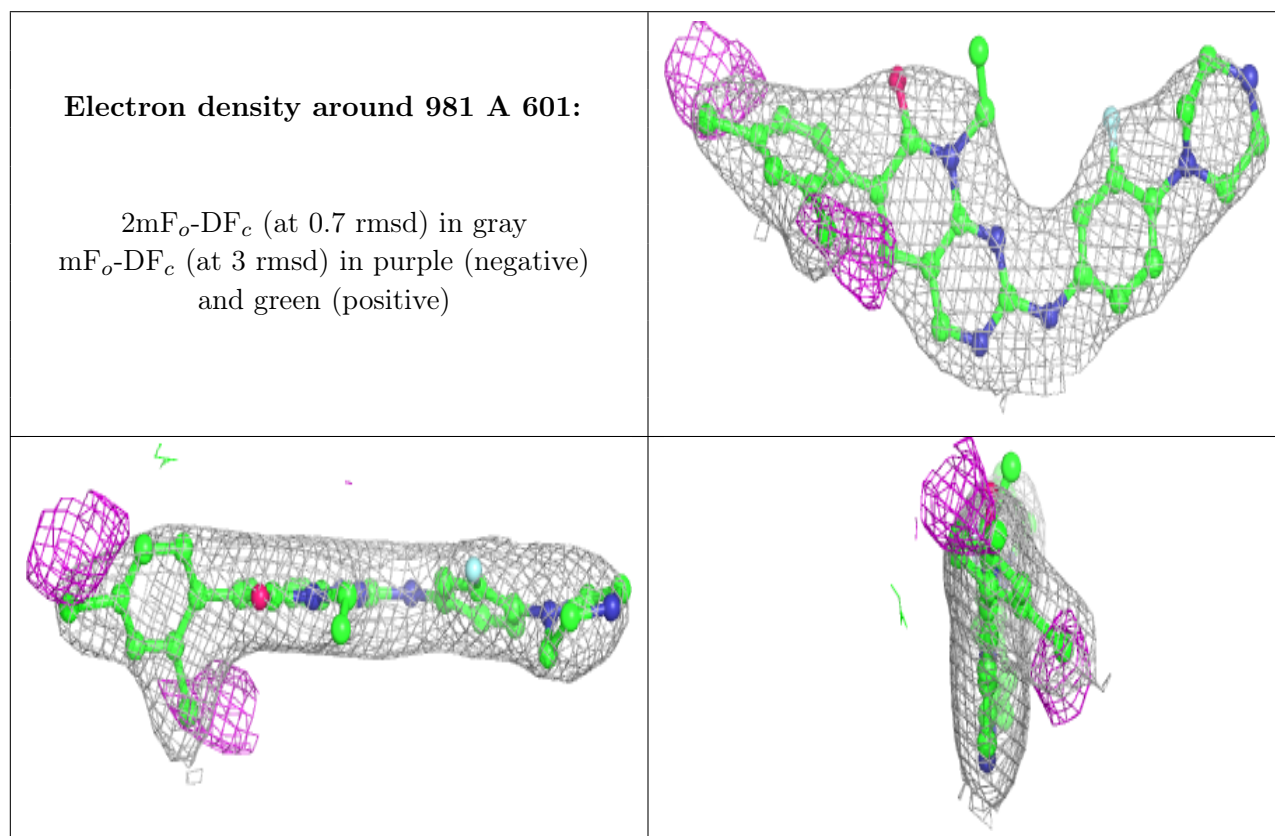 Electron density around 981 A 601:
2mFo-DFc (at 0.7 rmsd) in gray
mFo-DFc (at 3 rmsd) in purple (negative)
and green (positive)